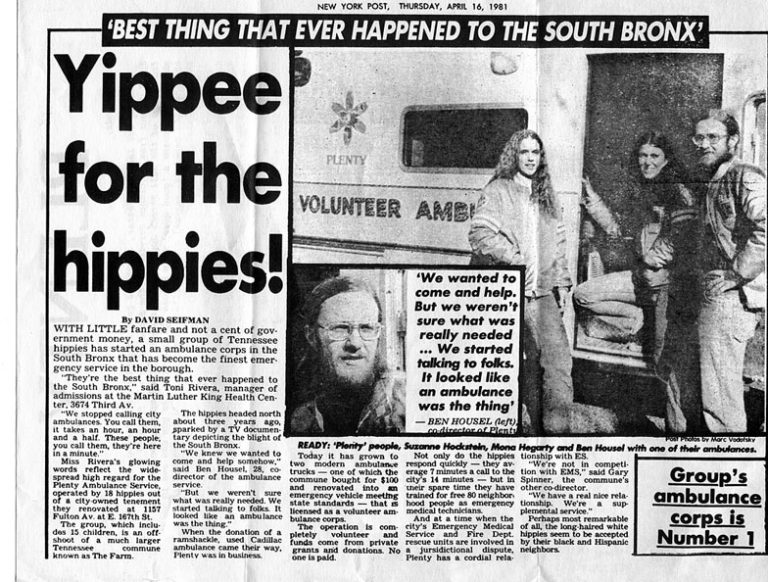 NEW YORK POST, THURSDAY, APRIL 16, 1981
'BEST THING THAT EVER HAPPENED TO THE SOUTH BRONX'
Yippee
for the
hippies!
By DAVID SEIFMAN
WITH LITTLE fanfare and not a cent of gov-
ernment money, a small group of Tennessee
hippies has started an ambulance corps in the
South Bronx that has become the finest emer-
gency service in the borough.
"They're the best thing that ever happened to
the South Bronx," said Toni Rivera, manager of
admissions at the Martin Luther King Health Cen-
ter, 3674 Third Av.
"We stopped calling city
ambulances. You call them,
it takes an hour, an hour
and a half. These people,
you call them, they're here
in a minute."
Miss Rivera's glowing
words reflect the wide-
spread high regard for the
Plenty Ambulance Service,
operated by 18 hippies out
of a city-owned tenement
they renovated at 1157
Fulton Av. at E. 167th St.
The group, which inclu-
des 15 children, is an off-
shoot of a much larger
Tennessee commune
known as The Farm.
The hippies headed north
about three years ago,
sparked by a TV documen-
tary depicting the blight of
the South Bronx.
"We knew we wanted to
come and help somehow,"
said Ben Housel, 28, co-
director of the ambulance
service.
"But we weren't sure
what was really needed. We
started talking to folks. It
looked like an ambulance
was the thing."
When the donation of a
ramshackle, used Cadillac
ambulance came their way,
Plenty was in business.
PLENTY
VOLUNTEER AMBU
'We wanted to
come and help.
But we weren't
sure what was
really needed
... We started
talking to folks.
It looked like
an ambulance
was the thing'
— BEN HOUSEL (left),
co-director of Plenty
Post Photos by Marc Vodofsky
READY: 'Plenty' people, Suzanne Hockstein, Mona Hegarty and Ben Housel with one of their ambulances.
Today it has grown to
two modern ambulance
trucks — one of which the
commune bought for $100
and renovated into an
emergency vehicle meeting
state standards — that is
licensed as a volunteer am-
bulance corps.
The operation is com-
pletely volunteer and
funds come from private
grants and donations. No
one is paid.
Not only do the hippies
respond quickly — they av-
erage 7 minutes a call to the
city's 14 minutes — but in
their spare time they have
trained for free 80 neighbor-
hood people as emergency
medical technicians.
And at a time when the
city's Emergency Medical
Service and Fire Dept.
rescue units are involved in
a jursidictional dispute,
Plenty has a cordial rela-
tionship with ES.
"We're not in competi-
tion with EMS," said Gary
Spinner, the commune's
other co-director.
"We have a real nice rela-
tionship. We're a sup-
plemental service."
Perhaps most remarkable
of all, the long-haired white
hippies seem to be accepted
by their black and Hispanic
neighbors.
Group's
ambulance
corps is
Number 1